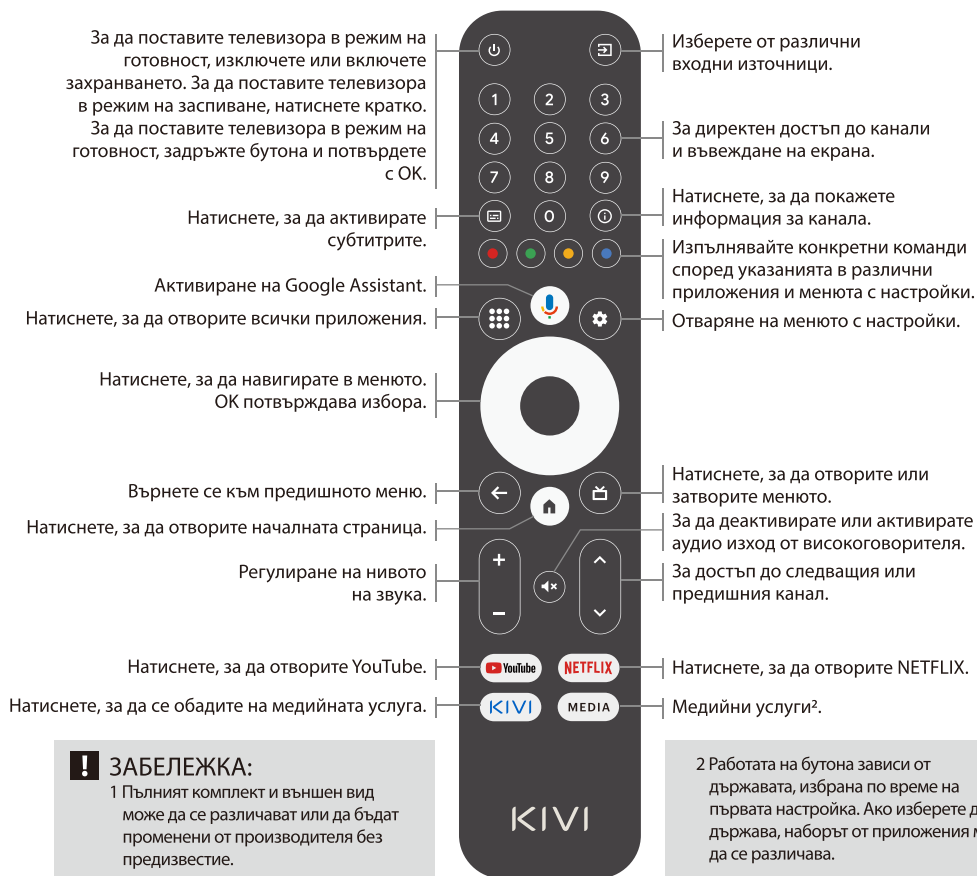 За да поставите телевизора в режим на
готовност, изключете или включете
захранването. За да поставите телевизора
в режим на заспиване, натиснете кратко.
За да поставите телевизора в режим на
готовност, задръжте бутона и потвърдете
с OK.
Натиснете, за да активирате
субтитрите.
Активиране на Google Assistant.
Натиснете, за да отворите всички приложения.
Натиснете, за да навигирате в менюто.
OK потвърждава избора.
Върнете се към предишното меню.
Натиснете, за да отворите началната страница.
Регулиране на нивото
на звука.
Натиснете, за да отворите YouTube.
Натиснете, за да се обадите на медийната услуга.
1 2 3
4 5 6
7 8 9
0
YouTube NETFLIX
KIVI MEDIA
KIVI
Изберете от различни
входни източници.
За директен достъп до канали
и въвеждане на екрана.
Натиснете, за да покажете
информация за канала.
Изпълнявайте конкретни команди
според указанията в различни
приложения и менюта с настройки.
Отваряне на менюто с настройки.
Натиснете, за да отворите или
затворите менюто.
За да деактивирате или активирате
аудио изход от високоговорителя.
За достъп до следващия или
предишния канал.
Натиснете, за да отворите NETFLIX.
Медийни услуги².
! ЗАБЕЛЕЖКА:
1 Пълният комплект и външен вид
може да се различават или да бъдат
променени от производителя без
предизвестие.
2 Работата на бутона зависи от
държавата, избрана по време на
първата настройка. Ако изберете
държава, наборът от приложения
да се различава.